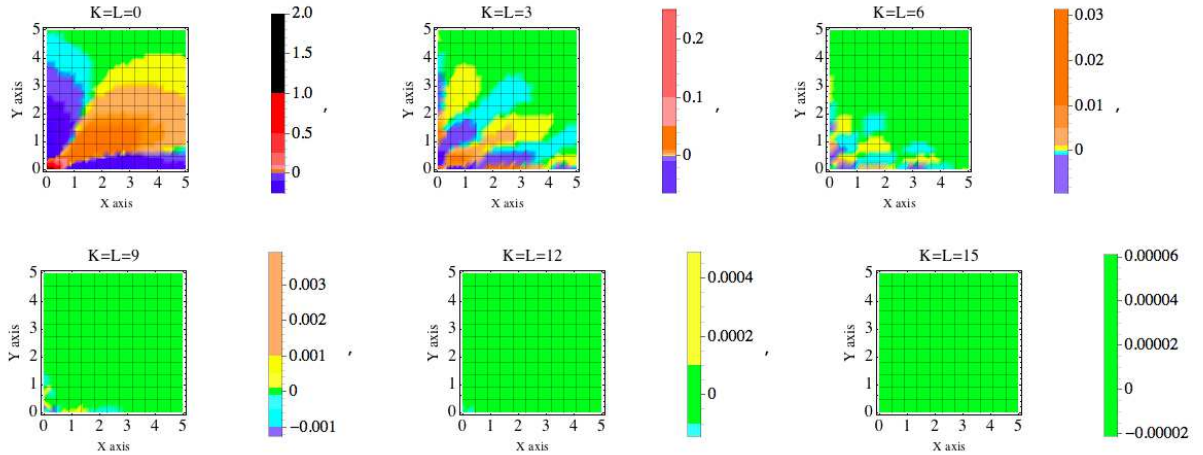 K=L=0
5
4
3
2
1
0
Y axis
0 1 2 3 4 5
X axis
2.0
1.5
1.0
0.5
0
,
K=L=3
5
4
3
2
1
0
Y axis
0 1 2 3 4 5
X axis
0.2
0.1
0
,
K=L=6
5
4
3
2
1
0
Y axis
0 1 2 3 4 5
X axis
0.03
0.02
0.01
0
,
K=L=9
5
4
3
2
1
0
Y axis
0 1 2 3 4 5
X axis
0.003
0.002
0.001
0
−0.001
,
K=L=12
5
4
3
2
1
0
Y axis
0 1 2 3 4 5
X axis
0.0004
0.0002
0
,
K=L=15
5
4
3
2
1
0
Y axis
0 1 2 3 4 5
X axis
0.00006
0.00004
0.00002
0
−0.00002